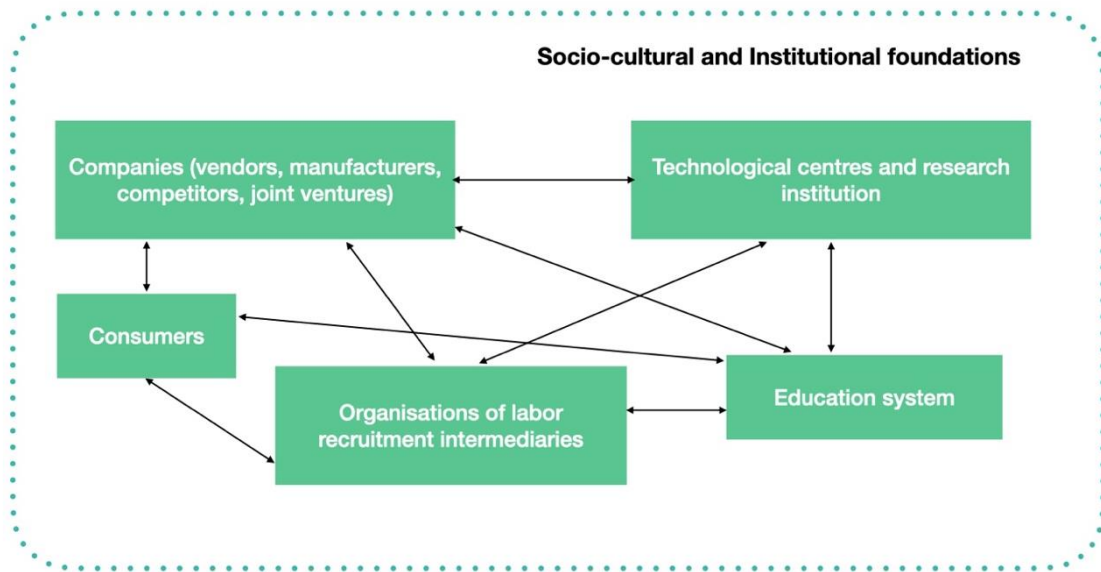 Socio-cultural and Institutional foundations
Companies (vendors, manufacturers,
competitors, joint ventures)
Technological centres and research
institution
Consumers
Organisations of labor
recruitment intermediaries
Education system